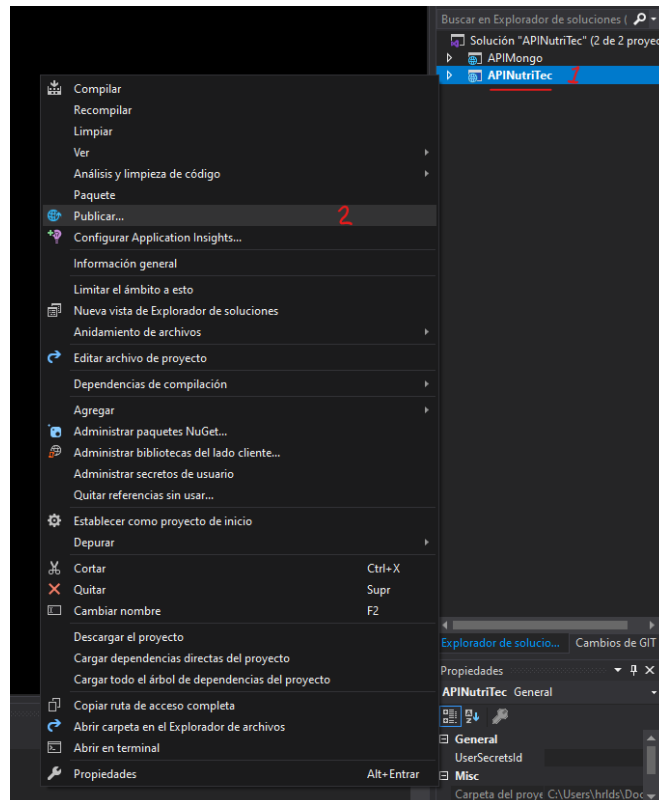 Buscar en Explorador de soluciones (
Solución "APINutriTec" (2 de 2 proyec
APIMongo
APINutriTec 1
Compilar
Recompilar
Limpiar
Ver
Análisis y limpieza de código
Paquete
Publicar... 2
Configurar Application Insights...
Información general
Limitar el ámbito a esto
Nueva vista de Explorador de soluciones
Anidamiento de archivos
Editar archivo de proyecto
Dependencias de compilación
Agregar
Administrar paquetes NuGet...
Administrar bibliotecas del lado cliente...
Administrar secretos de usuario
Quitar referencias sin usar...
Establecer como proyecto de inicio
Depurar
Cortar Ctrl+X
Quitar Supr
Cambiar nombre F2
Descargar el proyecto
Cargar dependencias directas del proyecto
Cargar todo el árbol de dependencias del proyecto
Copiar ruta de acceso completa
Abrir carpeta en el Explorador de archivos
Abrir en terminal
Propiedades Alt+Entrar
Explorador de solucio... Cambios de GIT
Propiedades
APINutriTec General
General
UserSecretsId
Misc
Carpeta del proye C:\Users\hrlds\Doc